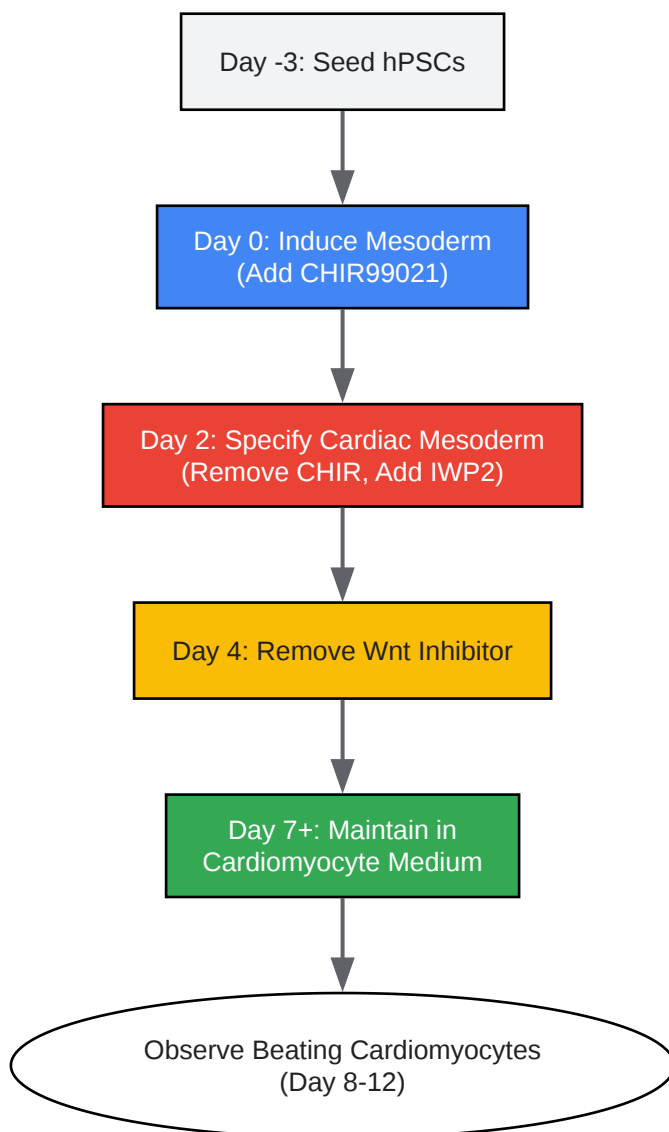 Day -3: Seed hPSCs
Day 0: Induce Mesoderm
(Add CHIR99021)
Day 2: Specify Cardiac Mesoderm
(Remove CHIR, Add IWP2)
Day 4: Remove Wnt Inhibitor
Day 7+: Maintain in
Cardiomyocyte Medium
Observe Beating Cardiomyocytes
(Day 8-12)